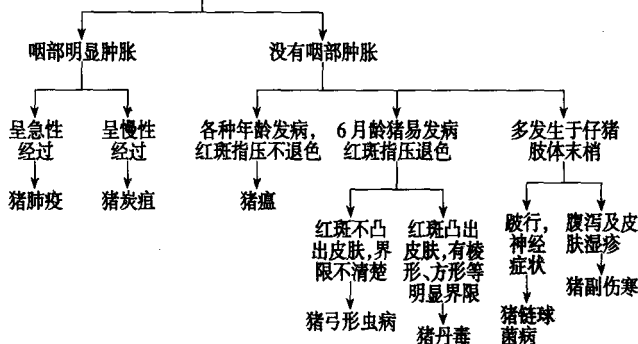 咽部明显肿胀
没有咽部肿胀
呈急性
经过
呈慢性
经过
各种年龄发病,
红斑指压不退色
6月龄猪易发病
红斑指压退色
多发生于仔猪
肢体末梢
猪肺疫
猪炭疽
猪瘟
红斑不凸
出皮肤,界
限不清楚
红斑凸出
皮肤,有棱
形、方形等
明显界限
跛行,
神经
症状
腹泻及皮
肤湿疹
猪弓形虫病
猪丹毒
猪链球
菌病
猪副伤寒